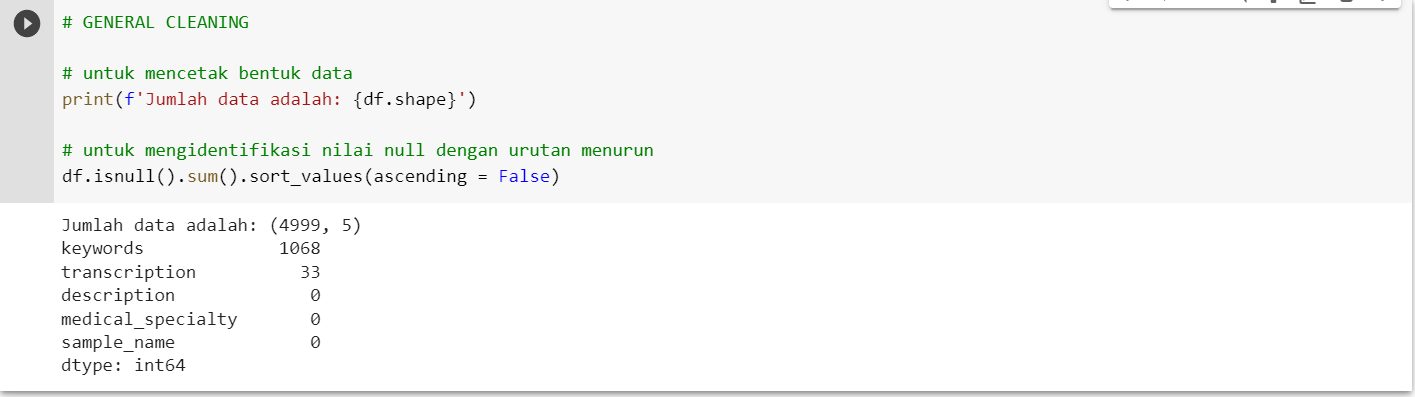 # GENERAL CLEANING
# untuk mencetak bentuk data
print(f'Jumlah data adalah: {df.shape}')
# untuk mengidentifikasi nilai null dengan urutan menurun
df.isnull().sum().sort_values(ascending = False)
Jumlah data adalah: (4999, 5)
keywords             1068
transcription          33
description             0
medical_specialty       0
sample_name             0
dtype: int64